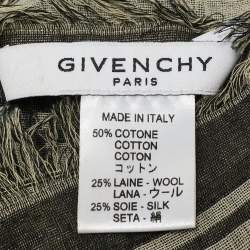 GIVENCHY
PARIS
MADE IN ITALY
50% COTONE
COTTON
COTON
コットン
25% LAINE - WOOL
LANA - ウール
25% SOIE - SILK
SETA - 絹